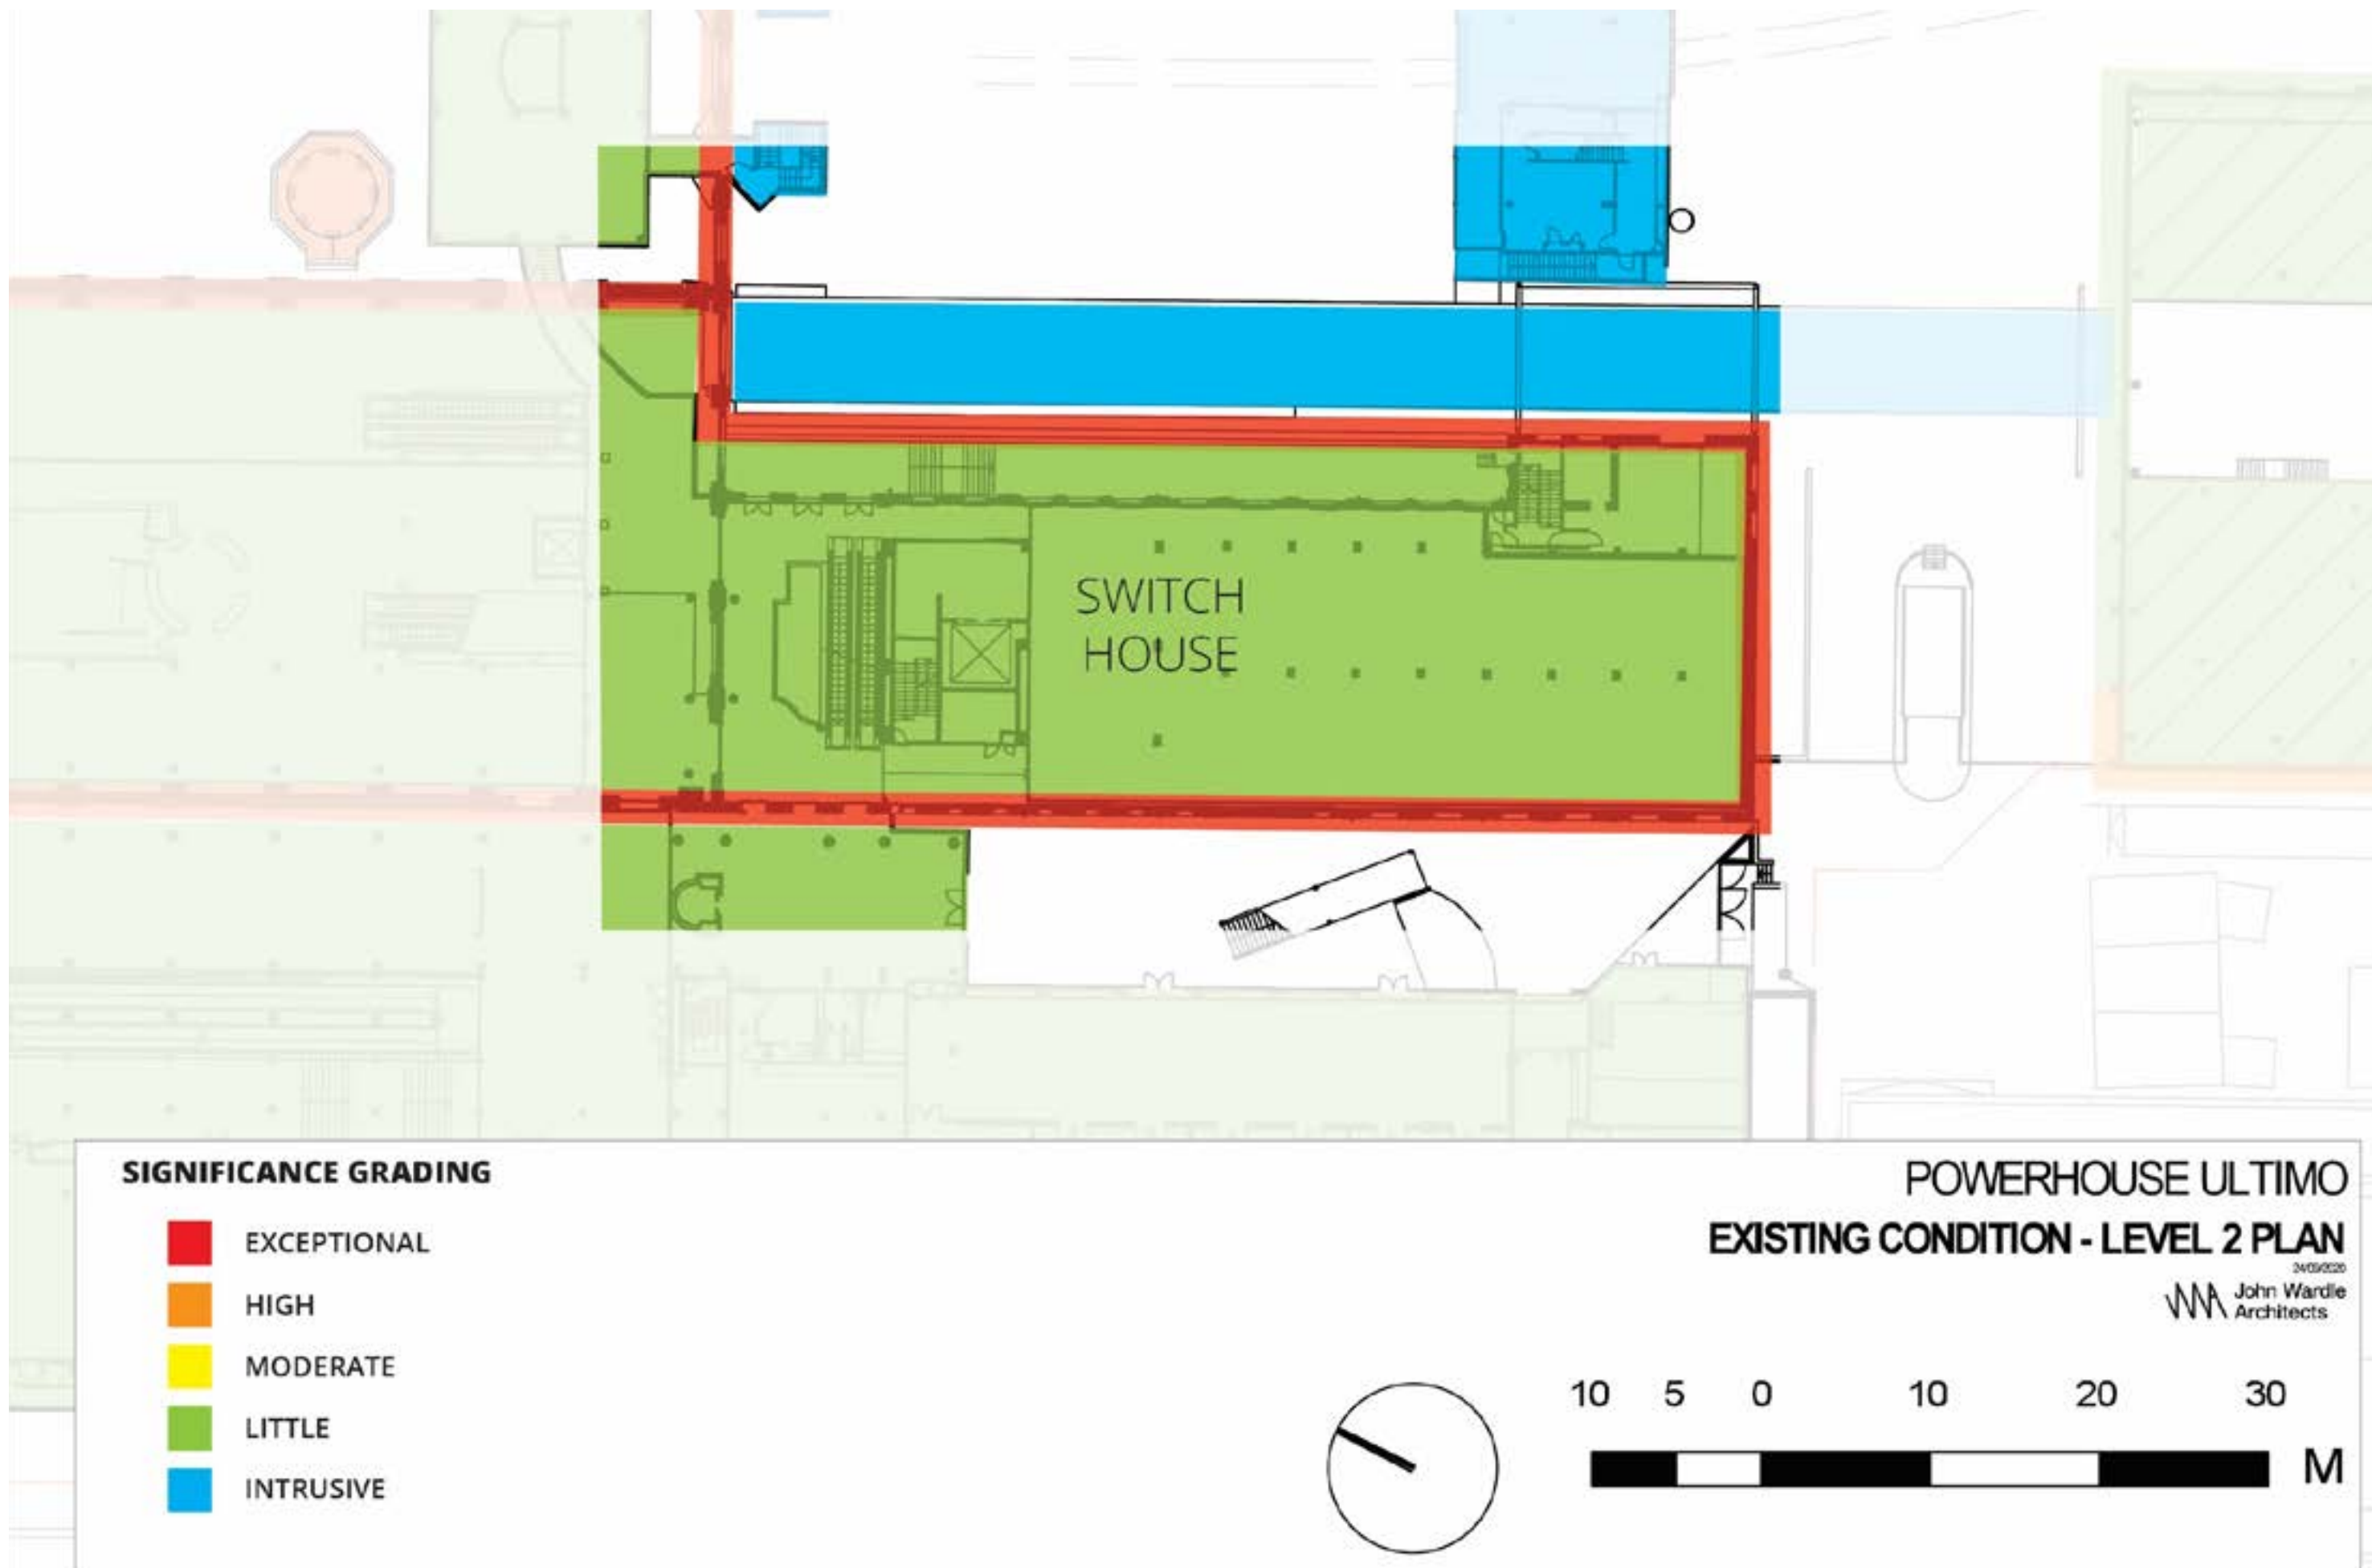 SWITCH
HOUSE
SIGNIFICANCE GRADING
EXCEPTIONAL
HIGH
MODERATE
LITTLE
INTRUSIVE
POWERHOUSE ULTIMO
EXISTING CONDITION - LEVEL 2 PLAN
John Wardle
Architects
10 5 0 10 20 30
M